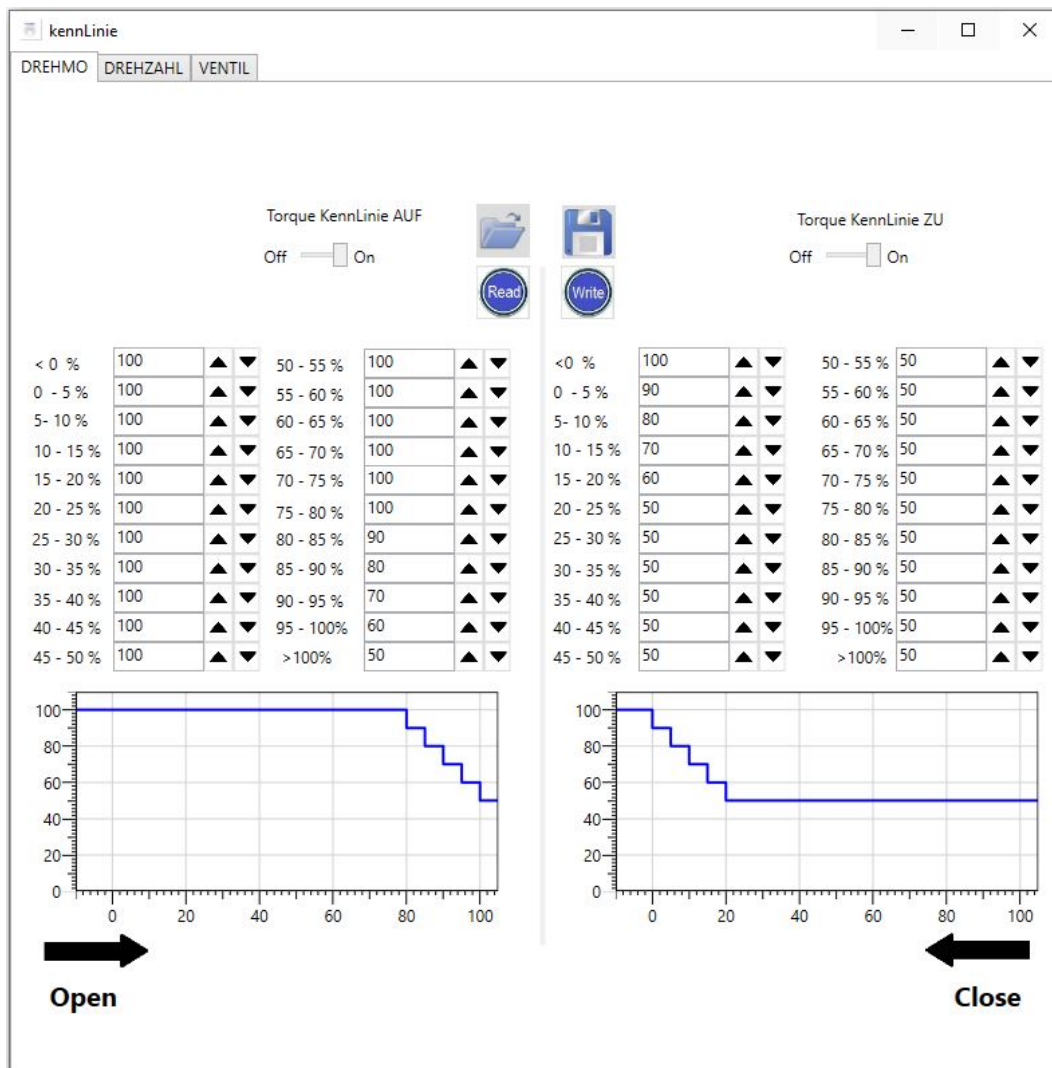 kennLinie
DREHMO DREHZAHL VENTIL
Torque KennLinie AUF
Off On
Torque KennLinie ZU
Off On
Read Write
< 0 % 100 50 - 55 % 100
0 - 5 % 100 55 - 60 % 100
5- 10 % 100 60 - 65 % 100
10 - 15 % 100 65 - 70 % 100
15 - 20 % 100 70 - 75 % 100
20 - 25 % 100 75 - 80 % 100
25 - 30 % 100 80 - 85 % 90
30 - 35 % 100 85 - 90 % 80
35 - 40 % 100 90 - 95 % 70
40 - 45 % 100 95 - 100% 60
45 - 50 % 100 >100% 50
<0 % 100 50 - 55 % 50
0 - 5 % 90 55 - 60 % 50
5- 10 % 80 60 - 65 % 50
10 - 15 % 70 65 - 70 % 50
15 - 20 % 60 70 - 75 % 50
20 - 25 % 50 75 - 80 % 50
25 - 30 % 50 80 - 85 % 50
30 - 35 % 50 85 - 90 % 50
35 - 40 % 50 90 - 95 % 50
40 - 45 % 50 95 - 100% 50
45 - 50 % 50 >100% 50
100
80
60
40
20
0
0 20 40 60 80 100
100
80
60
40
20
0
0 20 40 60 80 100
Open
Close